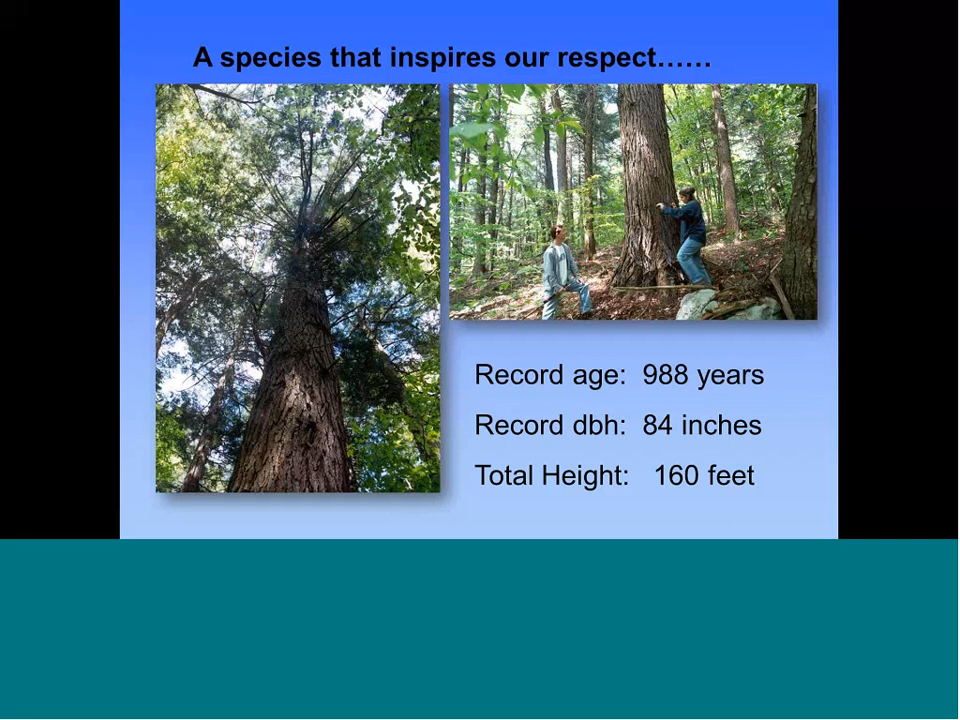 A species that inspires our respect……
Record age: 988 years
Record dbh: 84 inches
Total Height: 160 feet